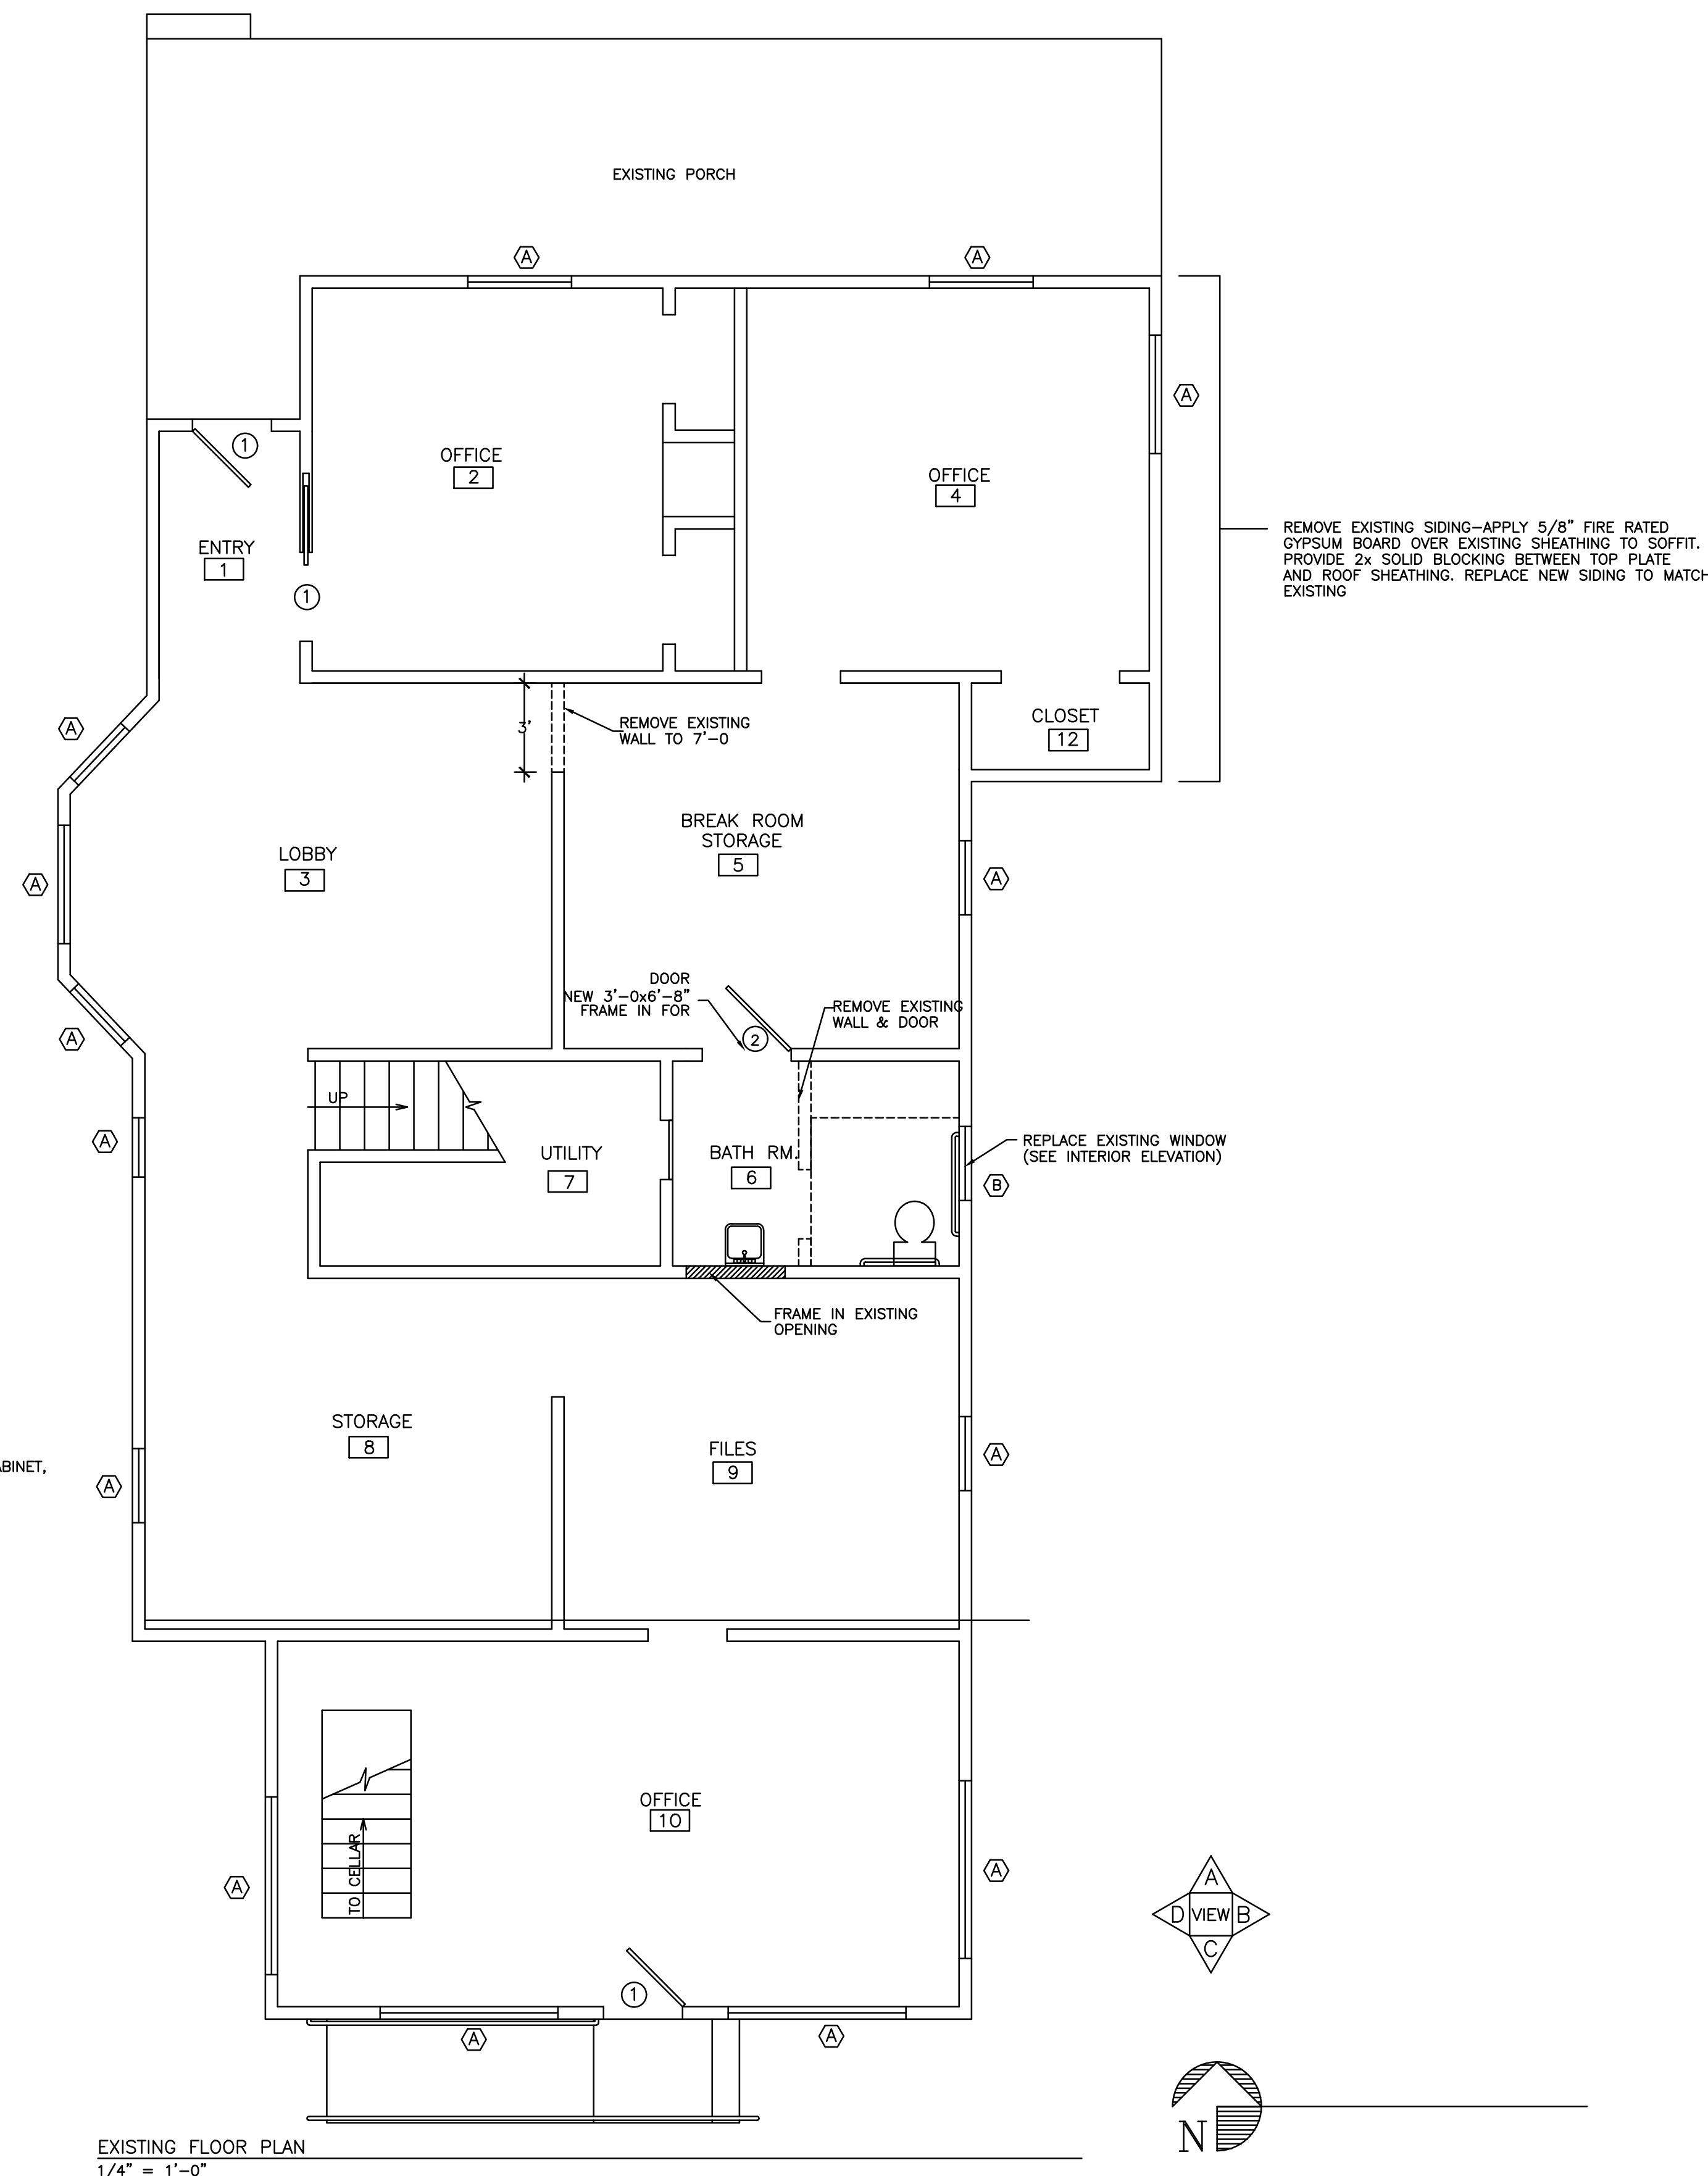 EXISTING PORCH
A
A
A
1
OFFICE
2
OFFICE
4
ENTRY
1
1
REMOVE EXISTING SIDING–APPLY 5/8" FIRE RATED
GYPSUM BOARD OVER EXISTING SHEATHING TO SOFFIT.
PROVIDE 2x SOLID BLOCKING BETWEEN TOP PLATE
AND ROOF SHEATHING. REPLACE NEW SIDING TO MATCH
EXISTING
A
3'
REMOVE EXISTING
WALL TO 7'-0
CLOSET
12
BREAK ROOM
STORAGE
5
LOBBY
3
A
A
A
DOOR
NEW 3'-0x6'-8"
FRAME IN FOR
2
REMOVE EXISTING
WALL & DOOR
UP
A
UTILITY
7
BATH RM.
6
REPLACE EXISTING WINDOW
(SEE INTERIOR ELEVATION)
B
FRAME IN EXISTING
OPENING
STORAGE
8
FILES
9
A
ABINET,
A
OFFICE
10
TO CELLAR
A
A
A
D VIEW B
C
1
A
A
N
EXISTING FLOOR PLAN
1/4" = 1'-0"